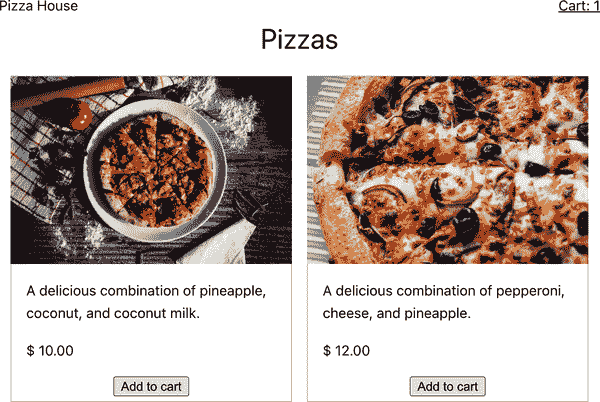 Pizza House
Cart: 1
Pizzas
A delicious combination of pineapple,
coconut, and coconut milk.
$ 10.00
Add to cart
A delicious combination of pepperoni,
cheese, and pineapple.
$ 12.00
Add to cart